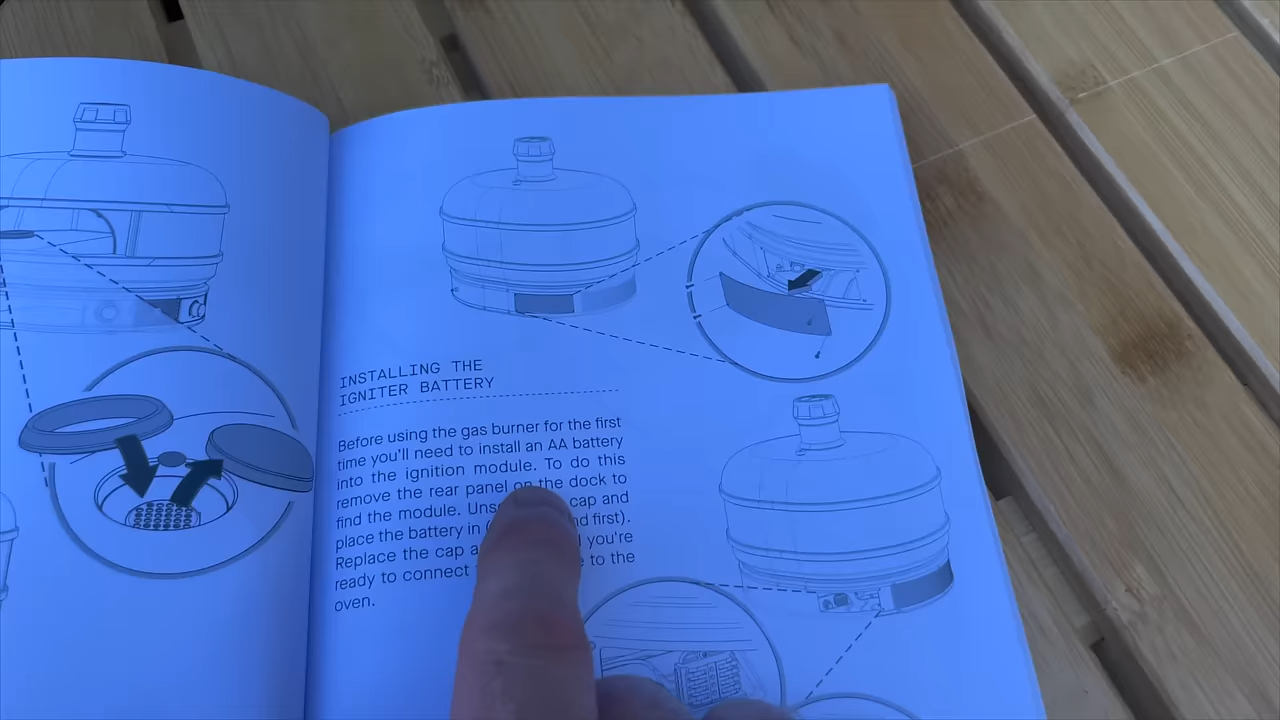 INSTALLING THE
IGNITER BATTERY
Before using the gas burner for the first
time you'll need to install an AA battery
into the ignition module. To do this
remove the rear panel on the dock to
find the module. cap and
place the battery in first).
Replace the cap you're
ready to connect to the
oven.